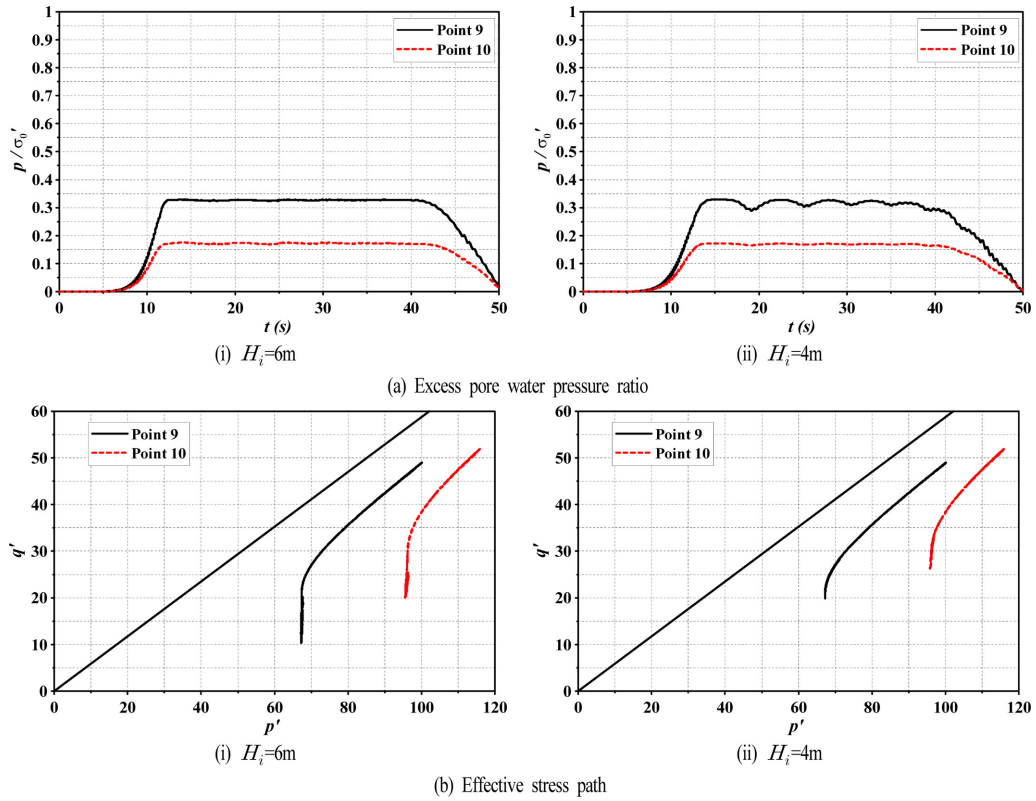 1
0.9
0.8
0.7
0.6
0.5
0.4
0.3
0.2
0.1
0
p / σ0′
Point 9
Point 10
0 10 20 30 40 50
t (s)
(i) Hi=6m
1
0.9
0.8
0.7
0.6
0.5
0.4
0.3
0.2
0.1
0
p / σ0′
Point 9
Point 10
0 10 20 30 40 50
t (s)
(ii) Hi=4m
(a) Excess pore water pressure ratio
60
50
40
30
20
10
0
q′
Point 9
Point 10
0 20 40 60 80 100 120
p′
(i) Hi=6m
60
50
40
30
20
10
0
q′
Point 9
Point 10
0 20 40 60 80 100 120
p′
(ii) Hi=4m
(b) Effective stress path